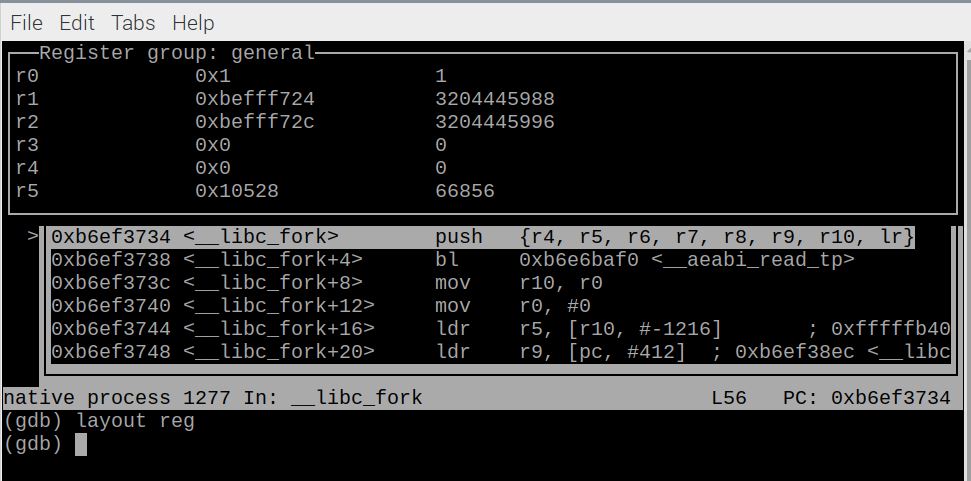 File Edit Tabs Help
Register group: general
r0 0x1 1
r1 0xbefff724 3204445988
r2 0xbefff72c 3204445996
r3 0x0 0
r4 0x0 0
r5 0x10528 66856
>0xb6ef3734 <__libc_fork> push {r4, r5, r6, r7, r8, r9, r10, lr}
0xb6ef3738 <__libc_fork+4> bl 0xb6e6baf0 <__aeabi_read_tp>
0xb6ef373c <__libc_fork+8> mov r10, r0
0xb6ef3740 <__libc_fork+12> mov r0, #0
0xb6ef3744 <__libc_fork+16> ldr r5, [r10, #-1216] ; 0xfffffb40
0xb6ef3748 <__libc_fork+20> ldr r9, [pc, #412] ; 0xb6ef38ec <__libc
native process 1277 In: __libc_fork L56 PC: 0xb6ef3734
(gdb) layout reg
(gdb)